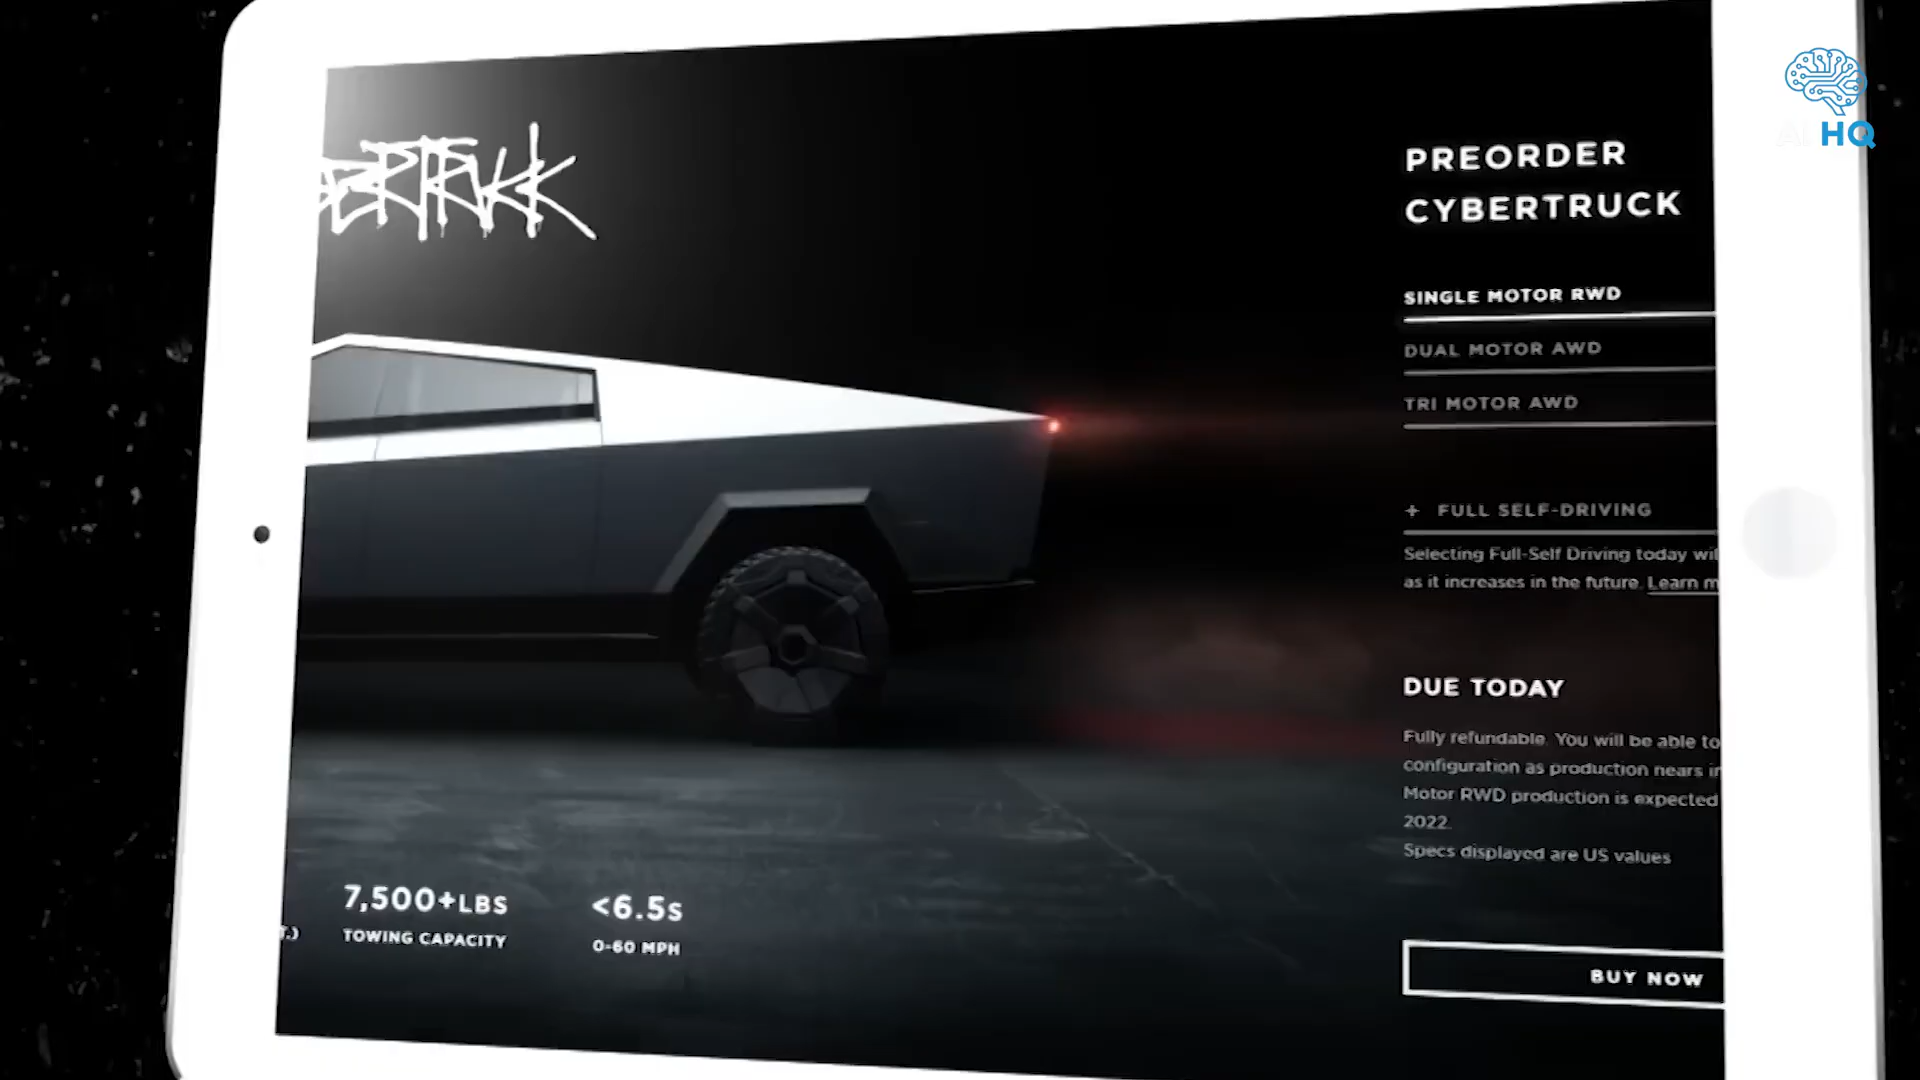 HQ
PREORDER
CYBERTRUCK
SINGLE MOTOR RWD
DUAL MOTOR AWD
TRI MOTOR AWD
+ FULL SELF-DRIVING
Selecting Full-Self Driving today
as it increases in the future. Learn
DUE TODAY
Fully refundable. You will be able to
configuration as production nears
Motor RWD production is expected
2022.
Specs displayed are US values
7,500+LBS
TOWING CAPACITY
<6.5s
0-60 MPH
BUY NOW